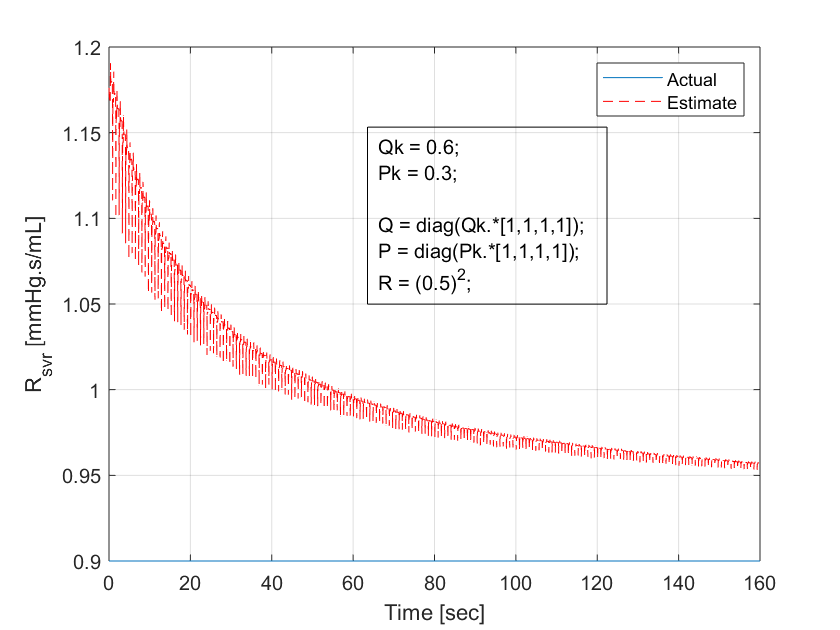 1.2
1.15
1.1
1.05
1
0.95
0.9
R_svr [mmHg.s/mL]
Actual
Estimate
Qk = 0.6;
Pk = 0.3;
Q = diag(Qk.*[1,1,1,1]);
P = diag(Pk.*[1,1,1,1]);
R = (0.5)^2;
0 20 40 60 80 100 120 140 160
Time [sec]